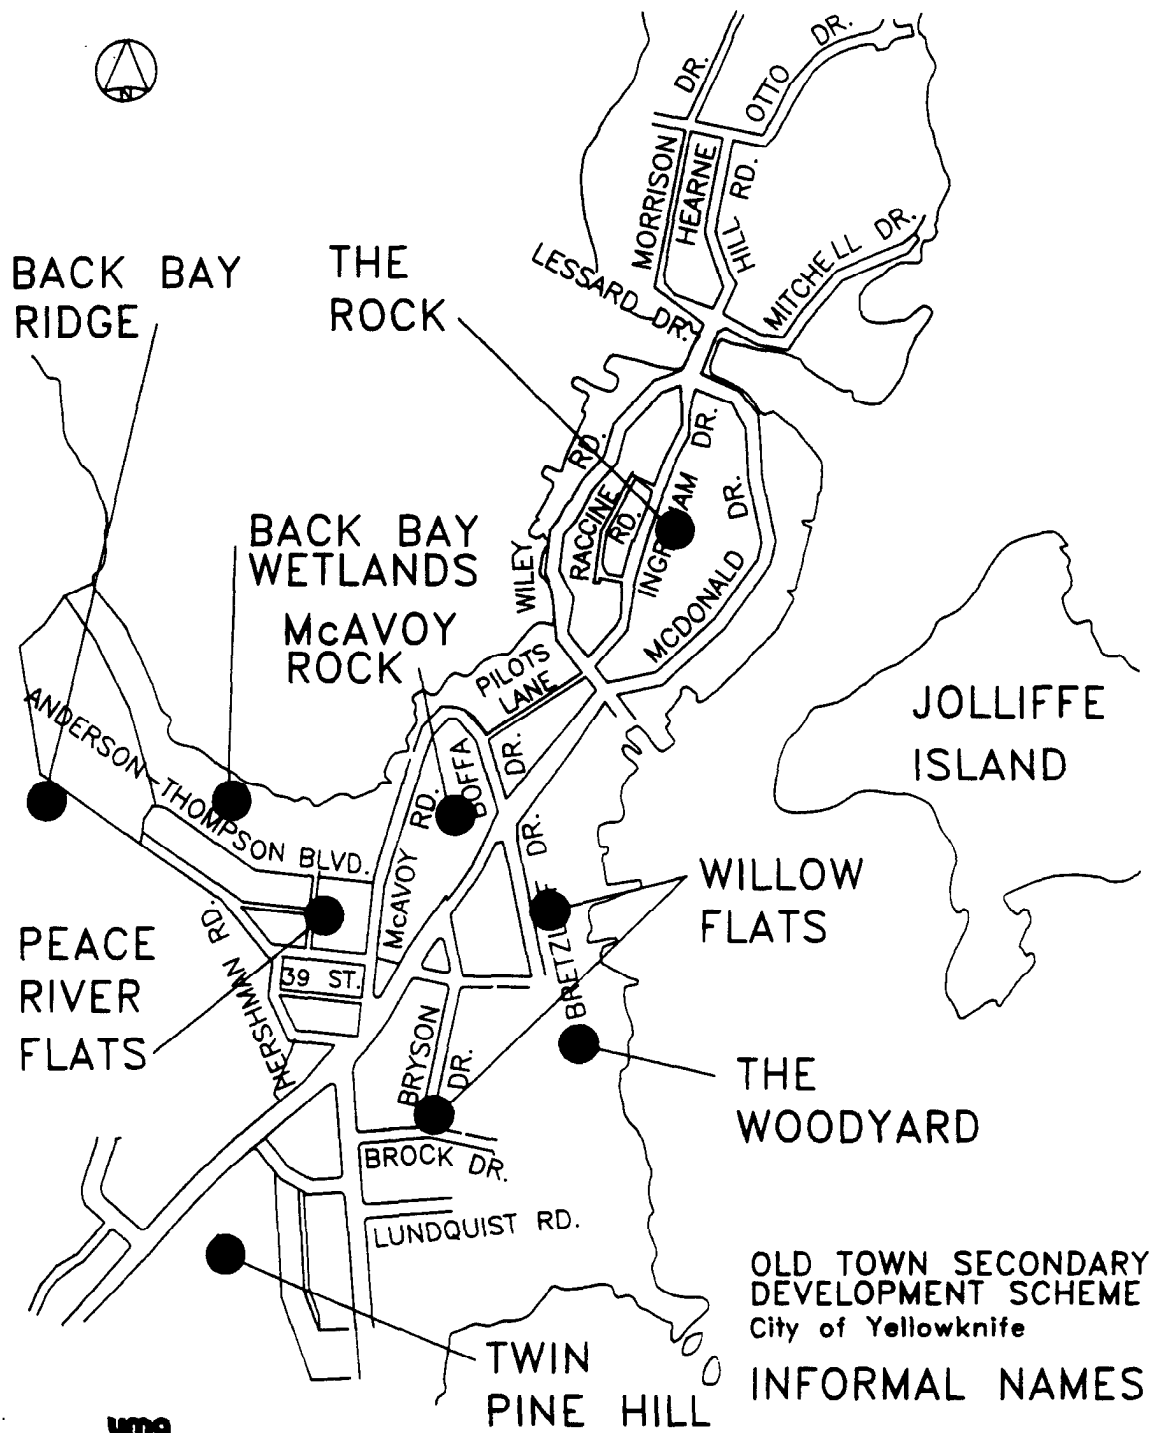 N
DR.
OTTO
DR.
MORRISON
HEARNE
HILL RD.
MITCHELL DR.
LESSARD DR.
BACK BAY
RIDGE
THE
ROCK
RD.
DR.
RACCINE
RD.
DR.
WILEY
MCDONALD
BACK BAY
WETLANDS
McAVOY
ROCK
PILOTS
LANE
JOLLIFFE
ISLAND
ANDERSON-THOMPSON BLVD.
BOFFA
DR.
McAVOY
RD.
DR.
WILLOW
FLATS
PEACE
RIVER
FLATS
HERSHMAN RD.
39 ST.
BRYSON
DR.
THE
WOODYARD
BROCK DR.
LUNDQUIST RD.
TWIN
PINE HILL
OLD TOWN SECONDARY
DEVELOPMENT SCHEME
City of Yellowknife
INFORMAL NAMES
uma